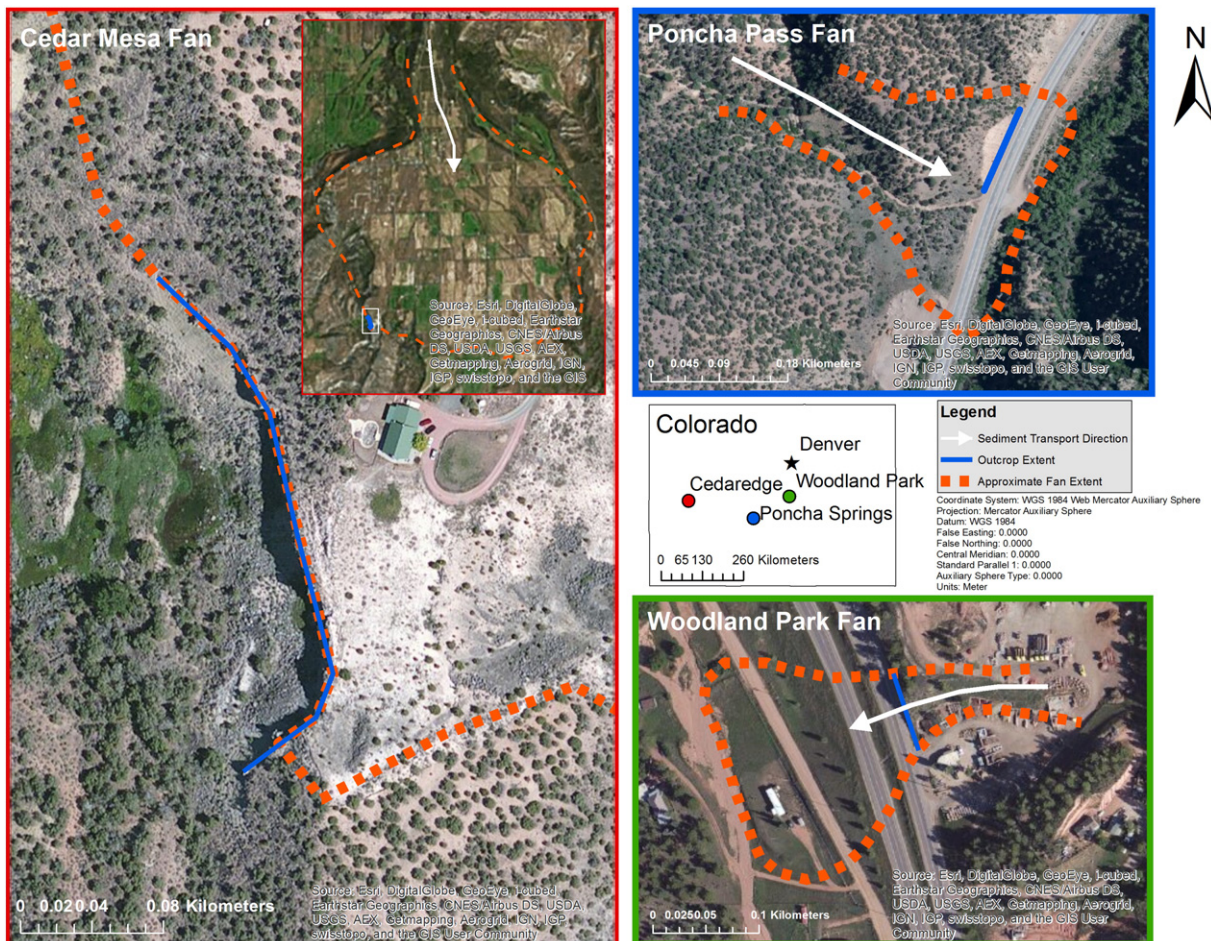 Cedar Mesa Fan
Source: Esri, DigitalGlobe,
GeoEye, i-cubed, Earthstar
Geographics, CNES/Airbus
DS, USDA, USGS, AEX,
Getmapping, Aerogrid, IGN,
IGP, swisstopo, and the GIS
Source: Esri, DigitalGlobe, GeoEye, i-cubed,
Earthstar Geographics, CNES/Airbus DS, USDA,
USGS, AEX, Getmapping, Aerogrid, IGN, IGP,
swisstopo, and the GIS User Community
0 0.02 0.04 0.08 Kilometers
Poncha Pass Fan
Source: Esri, DigitalGlobe, GeoEye, i-cubed,
Earthstar Geographics, CNES/Airbus DS,
USDA, USGS, AEX, Getmapping, Aerogrid,
IGN, IGP, swisstopo, and the GIS User
Community
0 0.045 0.09 0.18 Kilometers
N
Colorado
Denver
Cedaredge
Woodland Park
Poncha Springs
0 65 130 260 Kilometers
Legend
Sediment Transport Direction
Outcrop Extent
Approximate Fan Extent
Coordinate System: WGS 1984 Web Mercator Auxiliary Sphere
Projection: Mercator Auxiliary Sphere
Datum: WGS 1984
False Easting: 0.0000
False Northing: 0.0000
Central Meridian: 0.0000
Standard Parallel 1: 0.0000
Auxiliary Sphere Type: 0.0000
Units: Meter
Woodland Park Fan
Source: Esri, DigitalGlobe, GeoEye, i-cubed,
Earthstar Geographics, CNES/Airbus DS,
USDA, USGS, AEX, Getmapping, Aerogrid,
IGN, IGP, swisstopo, and the GIS User
Community
0 0.025 0.05 0.1 Kilometers